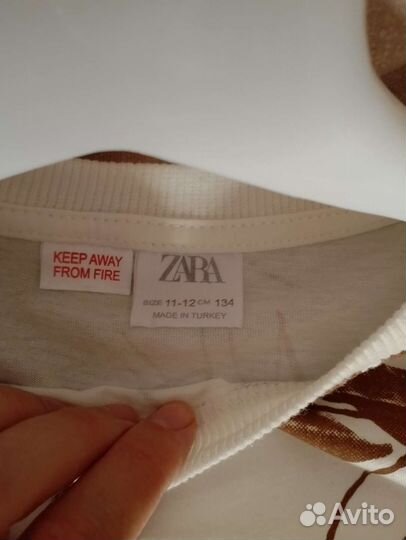 KEEP AWAY
FROM FIRE
ZARA
SIZE 11-12 CM 134
MADE IN TURKEY
Avito